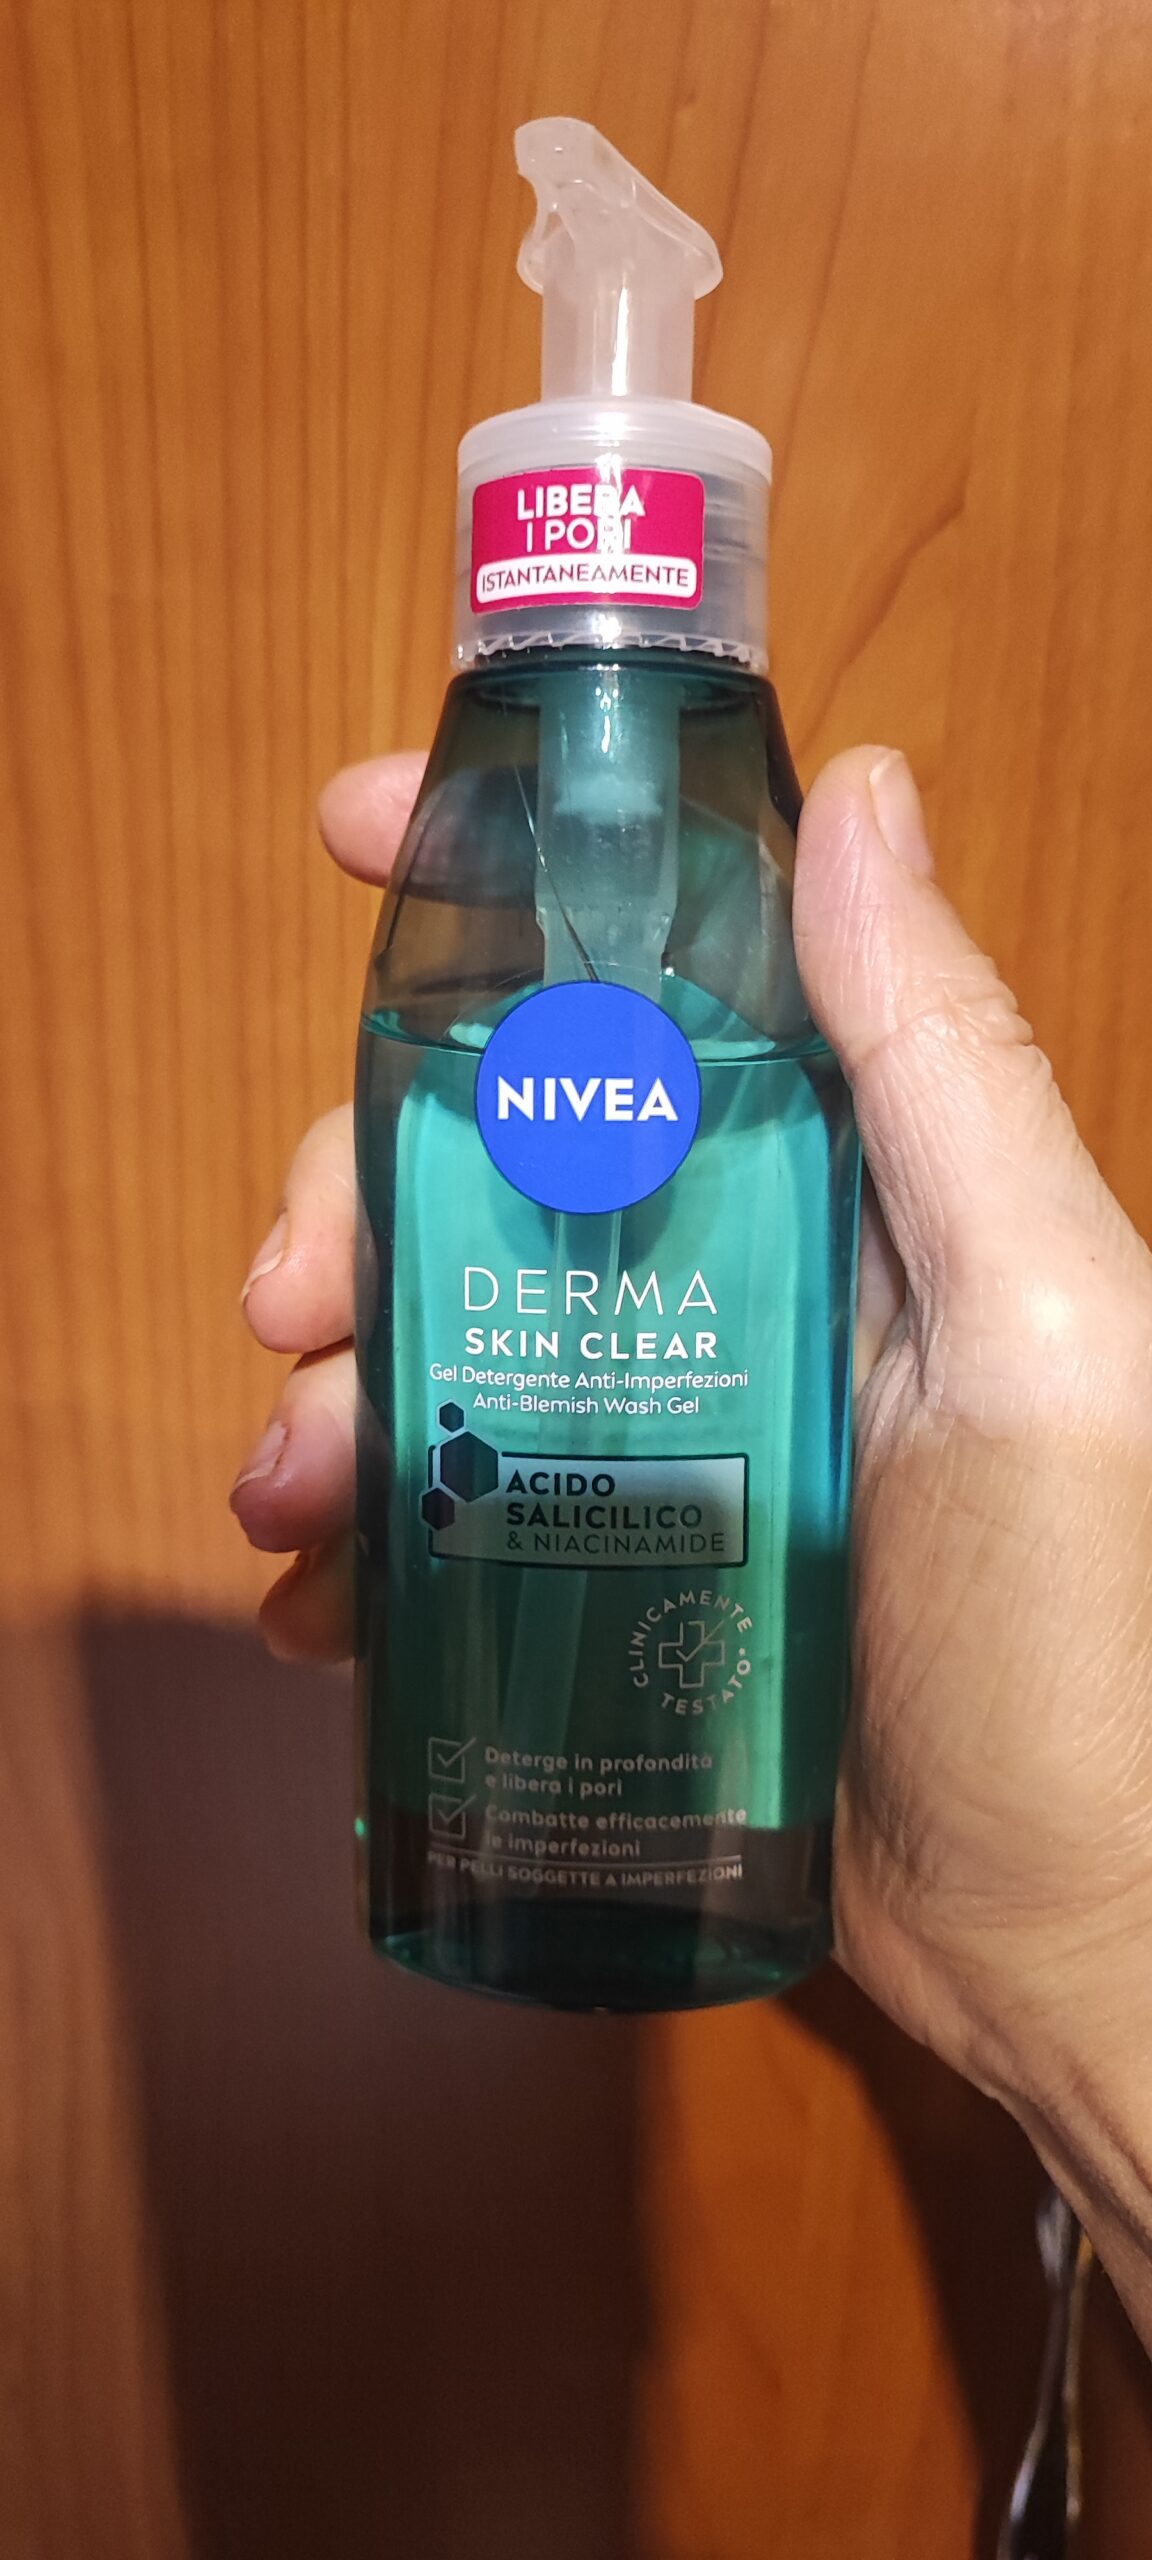 LIBERA
I PORI
ISTANTANEAMENTE
NIVEA
DERMA
SKIN CLEAR
Gel Detergente Anti-Imperfezioni
Anti-Blemish Wash Gel
ACIDO
SALICILICO
& NIACINAMIDE
CLINICAMENTE • TESTATO •
Deterge in profondità
e libera i pori
Combatte efficacemente
le imperfezioni
PER PELLI SOGGETTE A IMPERFEZIONI